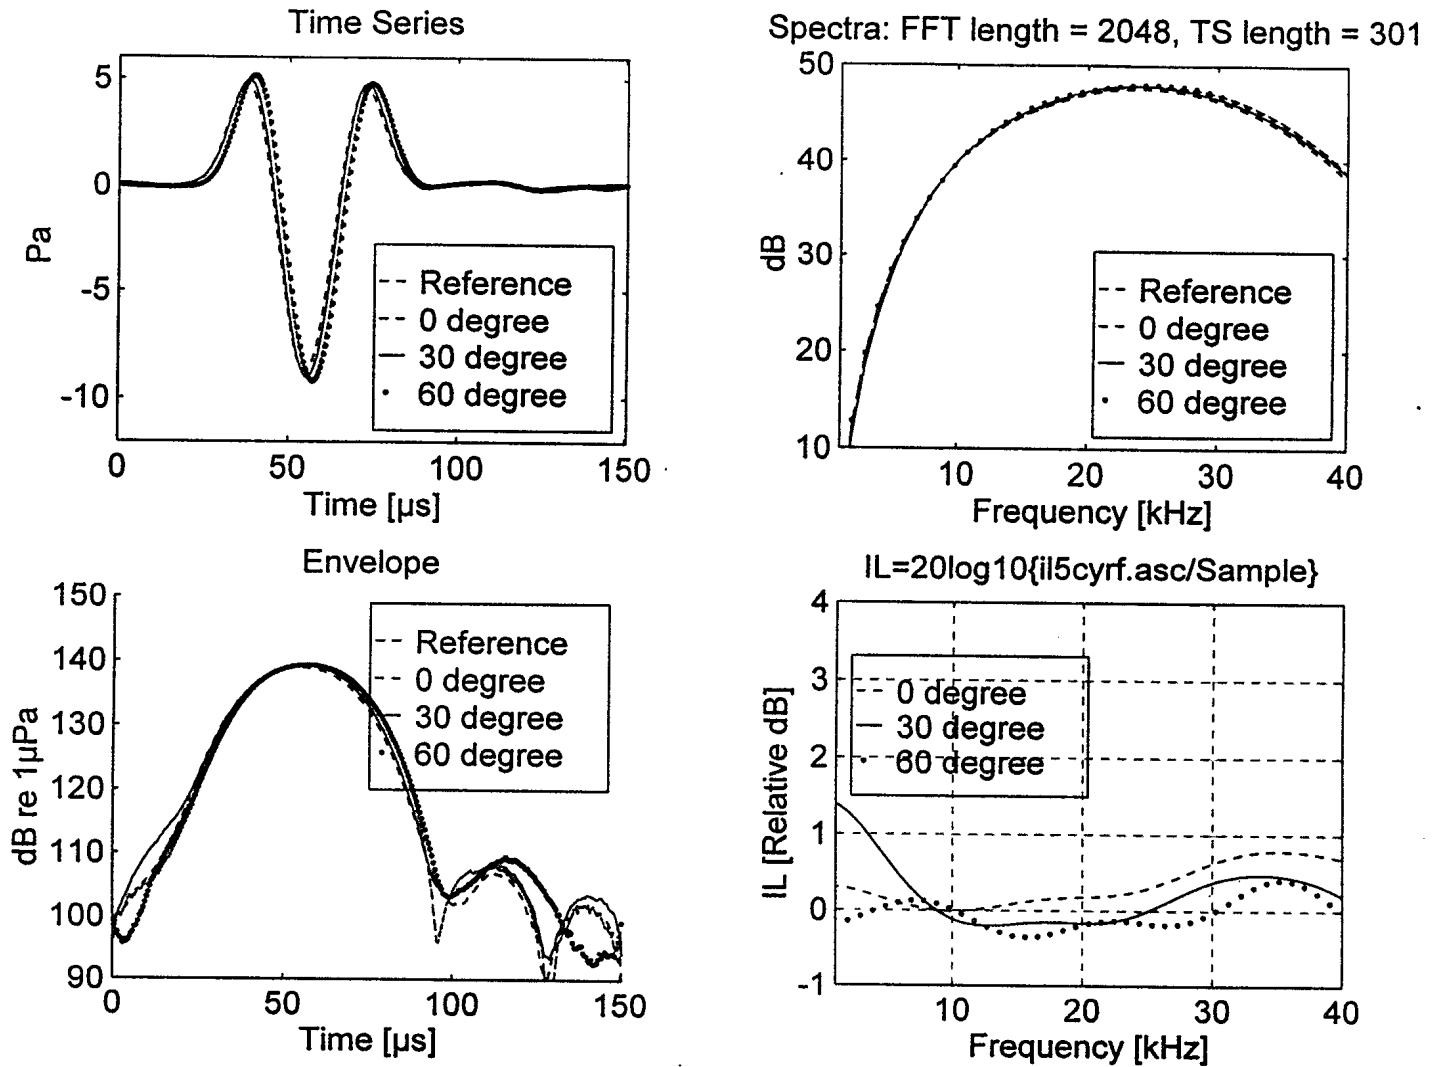 Time Series
5
0
-5
-10
Pa
Reference
0 degree
30 degree
60 degree
0
50
100
150
Time [µs]
Spectra: FFT length = 2048, TS length = 301
50
40
30
20
10
dB
Reference
0 degree
30 degree
60 degree
10
20
30
40
Frequency [kHz]
Envelope
150
140
130
120
110
100
90
dB re 1µPa
Reference
0 degree
30 degree
60 degree
0
50
100
150
Time [µs]
IL=20log10{il5cyrf.asc/Sample}
4
3
2
1
0
-1
IL [Relative dB]
0 degree
30 degree
60 degree
10
20
30
40
Frequency [kHz]